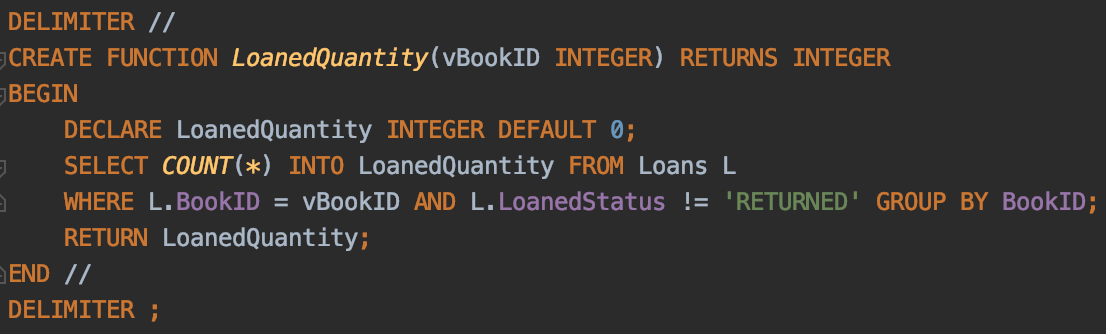 DELIMITER //
CREATE FUNCTION LoanedQuantity(vBookID INTEGER) RETURNS INTEGER
BEGIN
    DECLARE LoanedQuantity INTEGER DEFAULT 0;
    SELECT COUNT(*) INTO LoanedQuantity FROM Loans L
    WHERE L.BookID = vBookID AND L.LoanedStatus != 'RETURNED' GROUP BY BookID;
    RETURN LoanedQuantity;
END //
DELIMITER ;